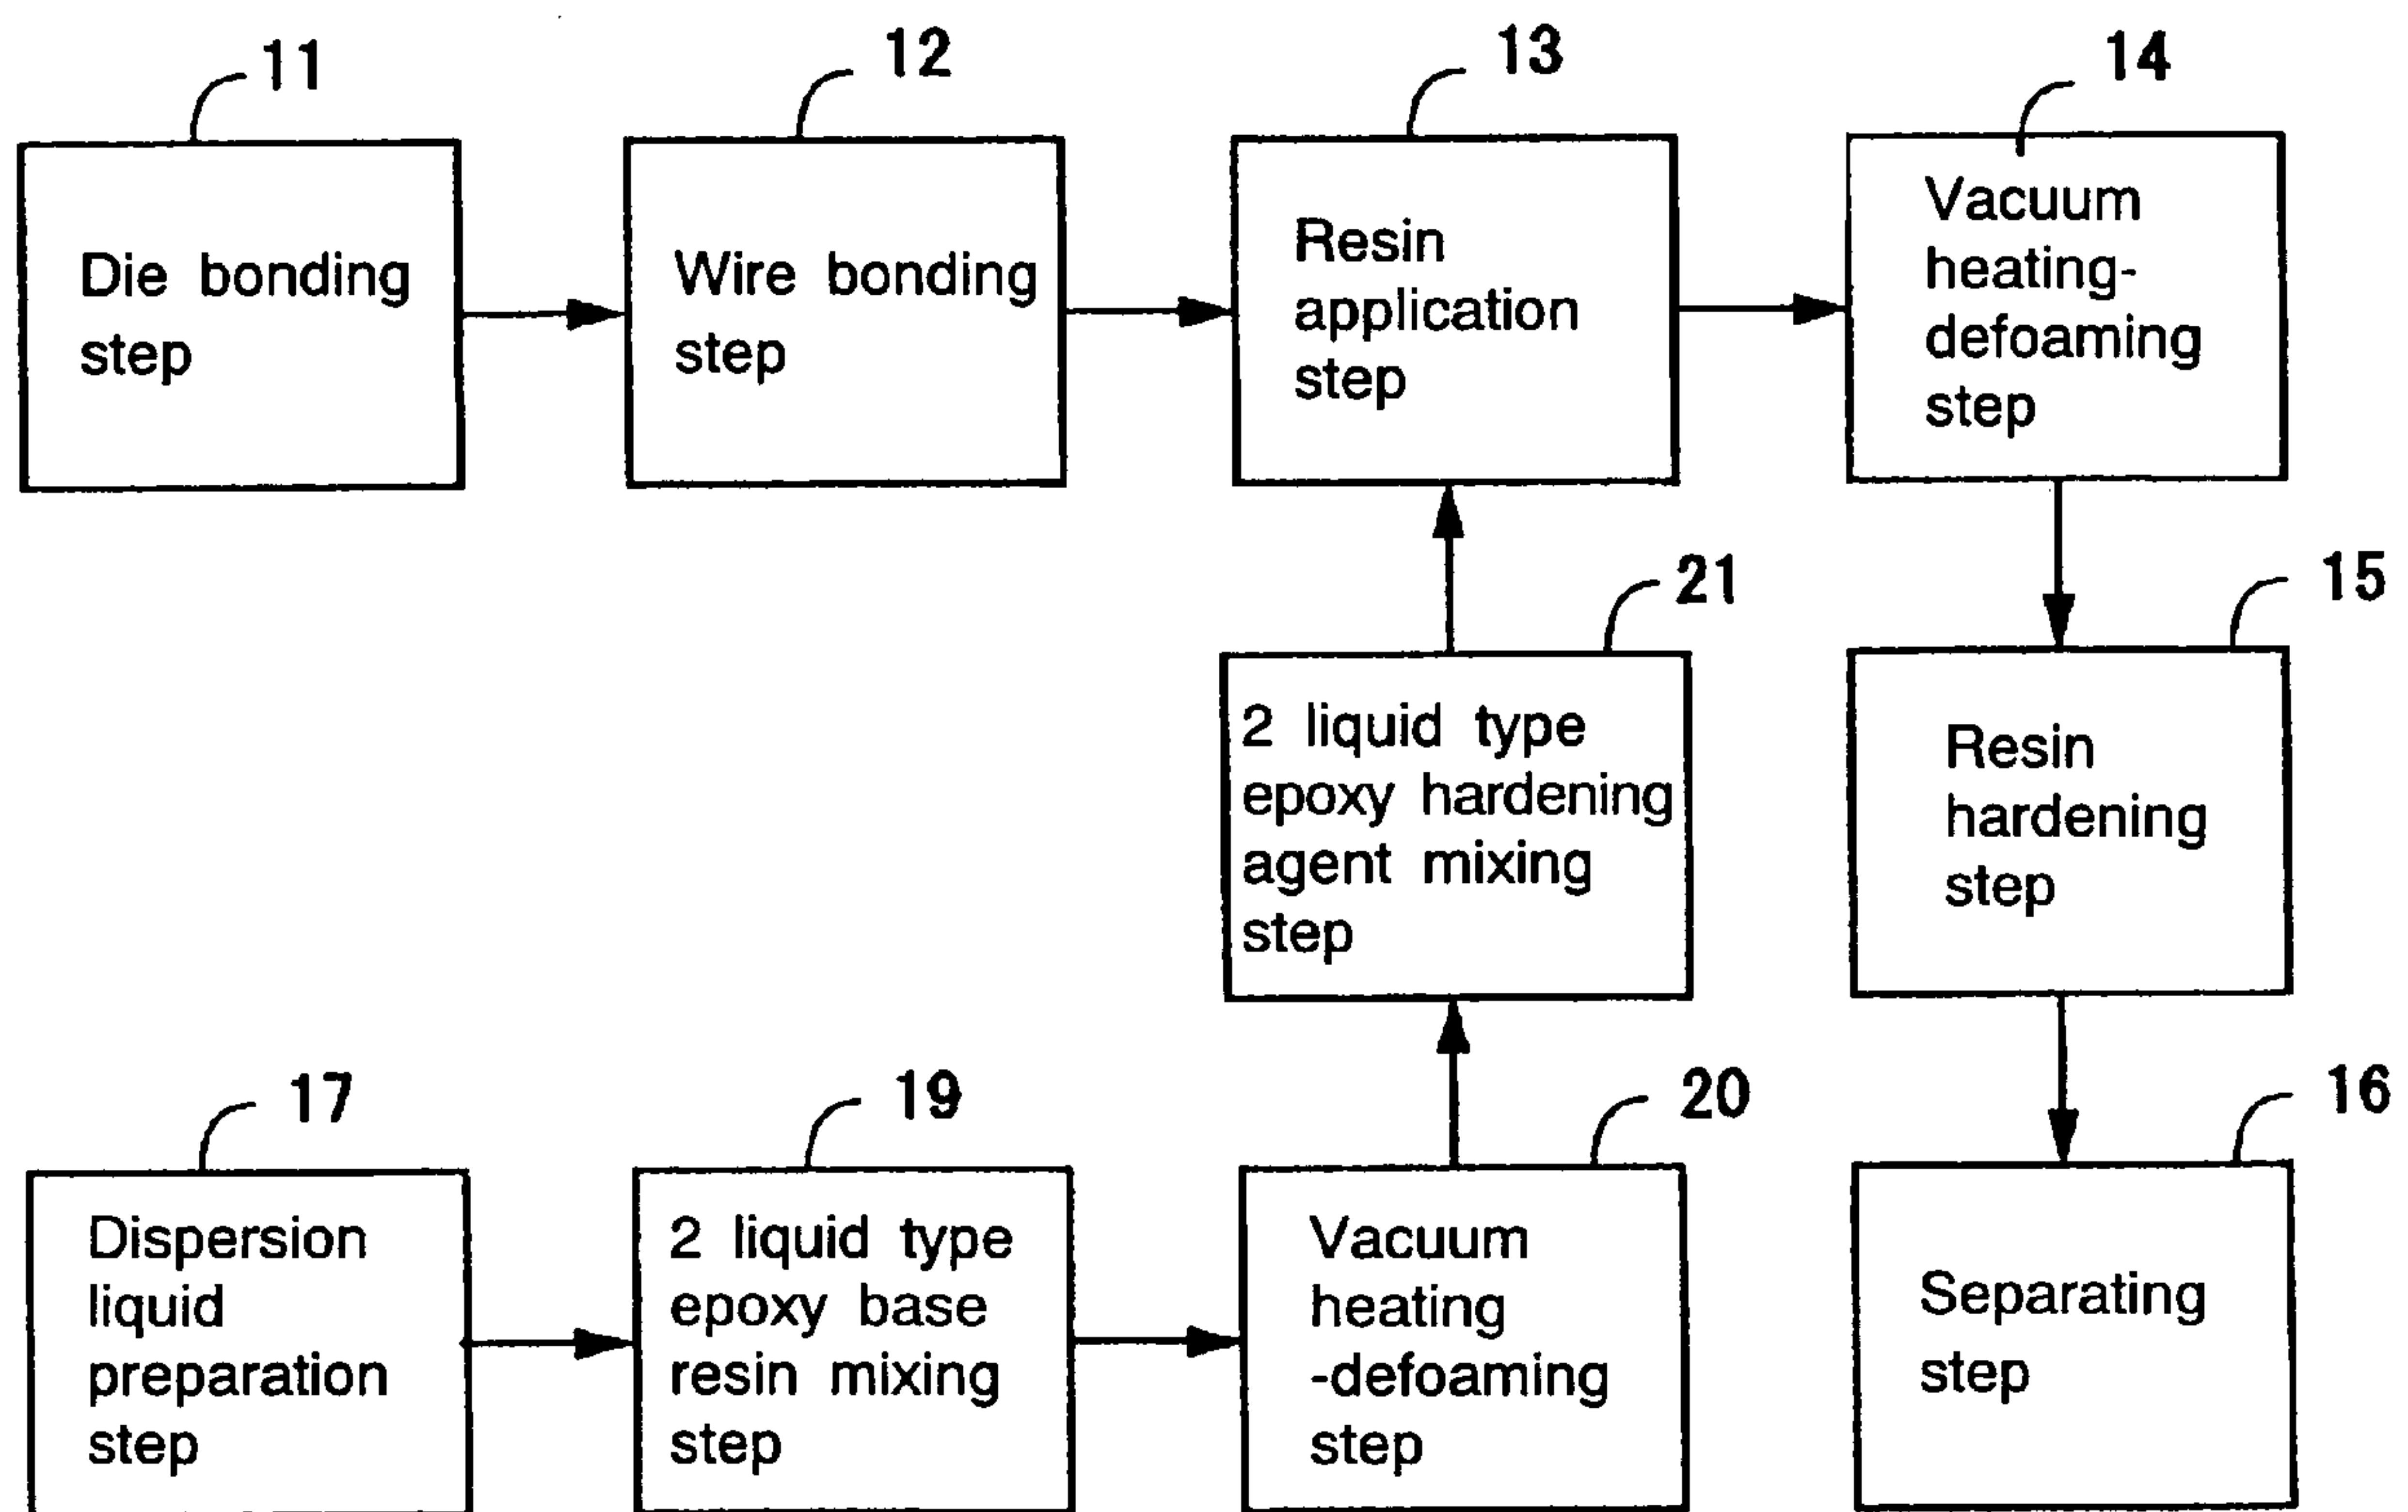 11
Die bonding
step
12
Wire bonding
step
13
Resin
application
step
14
Vacuum
heating-
defoaming
step
21
2 liquid type
epoxy hardening
agent mixing
step
15
Resin
hardening
step
17
Dispersion
liquid
preparation
step
19
2 liquid type
epoxy base
resin mixing
step
20
Vacuum
heating
-defoaming
step
16
Separating
step